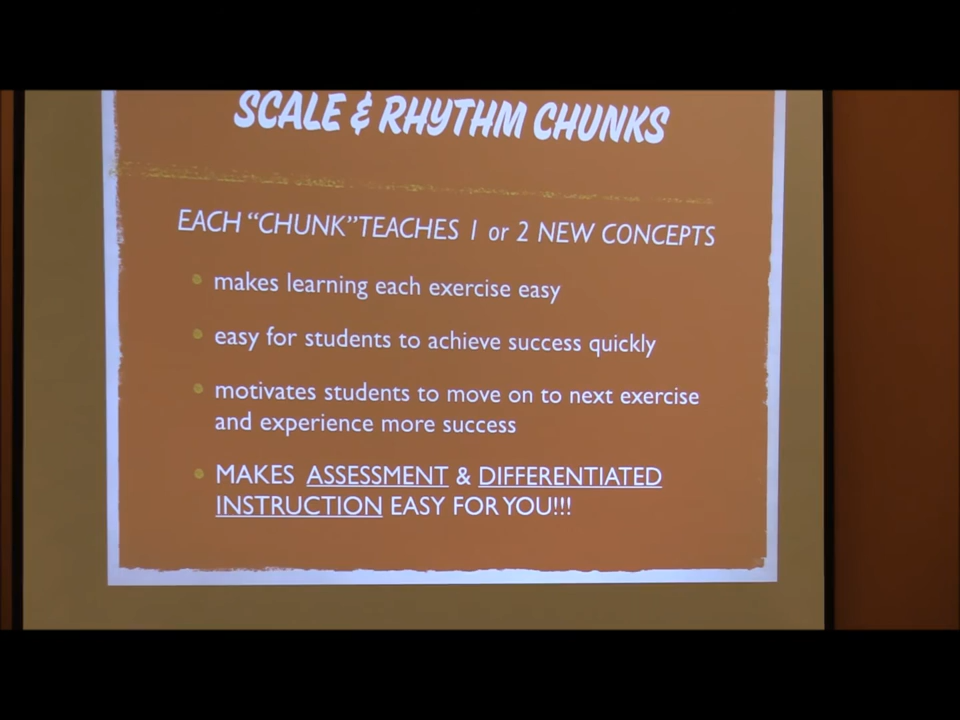 SCALE & RHYTHM CHUNKS
EACH “CHUNK”TEACHES 1 or 2 NEW CONCEPTS
makes learning each exercise easy
easy for students to achieve success quickly
motivates students to move on to next exercise
and experience more success
MAKES ASSESSMENT & DIFFERENTIATED
INSTRUCTION EASY FOR YOU!!!